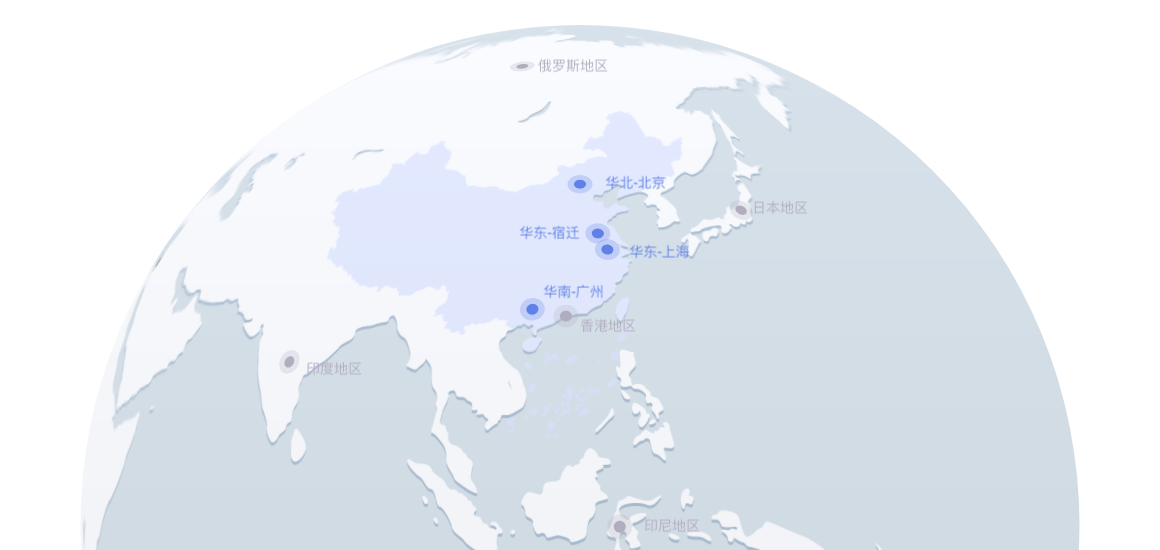 俄罗斯地区
华北-北京
日本地区
华东-宿迁
华东-上海
华南-广州
香港地区
印度地区
印尼地区